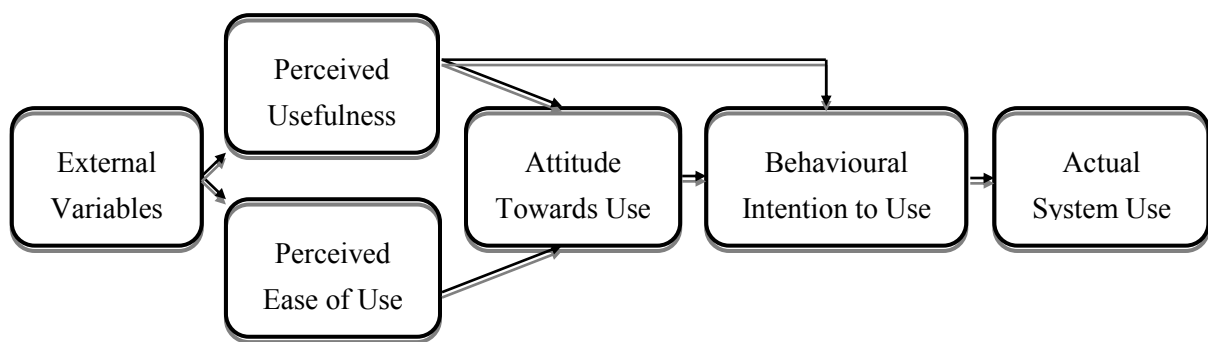 Perceived
Usefulness
External
Variables
Perceived
Ease of Use
Attitude
Towards Use
Behavioural
Intention to Use
Actual
System Use